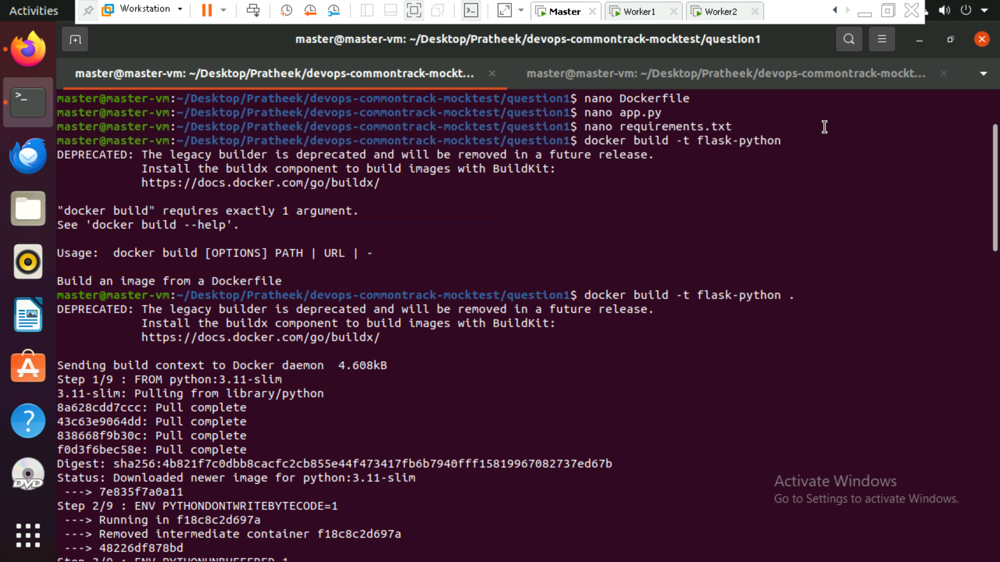 Activities
Workstation
Master
Worker1
Worker2
master@master-vm: ~/Desktop/Pratheek/devops-commontrack-mocktest/question1
master@master-vm: ~/Desktop/Pratheek/devops-commontrack-mockt...
master@master-vm: ~/Desktop/Pratheek/devops-commontrack-mockt...
master@master-vm:~/Desktop/Pratheek/devops-commontrack-mocktest/question1$ nano Dockerfile
master@master-vm:~/Desktop/Pratheek/devops-commontrack-mocktest/question1$ nano app.py
master@master-vm:~/Desktop/Pratheek/devops-commontrack-mocktest/question1$ nano requirements.txt
master@master-vm:~/Desktop/Pratheek/devops-commontrack-mocktest/question1$ docker build -t flask-python
DEPRECATED: The legacy builder is deprecated and will be removed in a future release.
Install the buildx component to build images with BuildKit:
https://docs.docker.com/go/buildx/
"docker build" requires exactly 1 argument.
See 'docker build --help'.
Usage:  docker build [OPTIONS] PATH | URL | -
Build an image from a Dockerfile
master@master-vm:~/Desktop/Pratheek/devops-commontrack-mocktest/question1$ docker build -t flask-python .
DEPRECATED: The legacy builder is deprecated and will be removed in a future release.
Install the buildx component to build images with BuildKit:
https://docs.docker.com/go/buildx/
Sending build context to Docker daemon  4.608kB
Step 1/9 : FROM python:3.11-slim
3.11-slim: Pulling from library/python
8a628cdd7ccc: Pull complete
43c63e9064dd: Pull complete
838668f9b30c: Pull complete
f0d3f6bec58e: Pull complete
Digest: sha256:4b821f7c0dbb8cacfc2cb855e44f473417fb6b7940fff15819967082737ed67b
Status: Downloaded newer image for python:3.11-slim
---> 7e835f7a0a11
Step 2/9 : ENV PYTHONDONTWRITEBYTECODE=1
---> Running in f18c8c2d697a
---> Removed intermediate container f18c8c2d697a
---> 48226df878bd
Step 3/9 : ENV PYTHONUNBUFFERED 1
Activate Windows
Go to Settings to activate Windows.
DVD